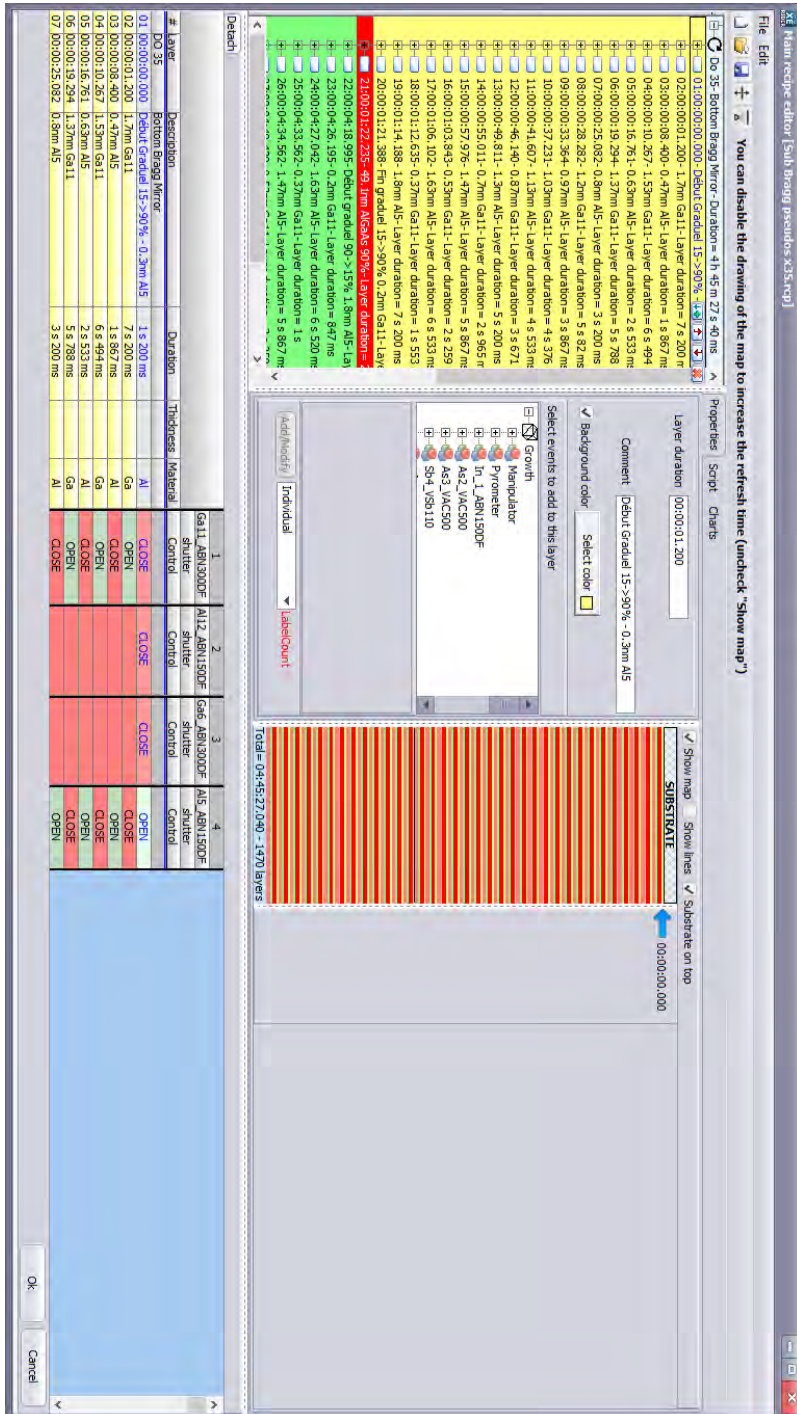 Main recipe editor [Sub Bragg pseudos x35.rcp]
File Edit
You can disable the drawing of the map to increase the refresh time (uncheck "Show map")
Do 35- Bottom Bragg Mirror - Duration= 4 h 45 m 27 s 40 ms
01:00:00:00.000- Début Graduel 15->90% -
02:00:00:01.200- 1.7nm Ga11- Layer duration= 7 s 200 m
03:00:00:08.400- 0.47nm Al5- Layer duration= 1 s 867 ms
04:00:00:10.267- 1.53nm Ga11- Layer duration= 6 s 494
05:00:00:16.761- 0.63nm Al5- Layer duration= 2 s 533 ms
06:00:00:19.294- 1.37nm Ga11- Layer duration= 5 s 788
07:00:00:25.082- 0.8nm Al5- Layer duration= 3 s 200 ms
08:00:00:28.282- 1.2nm Ga11- Layer duration= 5 s 82 ms
09:00:00:33.364- 0.97nm Al5- Layer duration= 3 s 867 ms
10:00:00:37.231- 1.03nm Ga11- Layer duration= 4 s 376
11:00:00:41.607- 1.13nm Al5- Layer duration= 4 s 533 ms
12:00:00:46.140- 0.87nm Ga11- Layer duration= 3 s 671
13:00:00:49.811- 1.3nm Al5- Layer duration= 5 s 200 ms
14:00:00:55.011- 0.7nm Ga11- Layer duration= 2 s 965 m
15:00:00:57.976- 1.47nm Al5- Layer duration= 5 s 867 ms
16:00:01:03.843- 0.53nm Ga11- Layer duration= 2 s 259
17:00:01:06.102- 1.63nm Al5- Layer duration= 6 s 533 ms
18:00:01:12.635- 0.37nm Ga11- Layer duration= 1 s 553
19:00:01:14.188- 1.8nm Al5- Layer duration= 7 s 200 ms
20:00:01:21.388- Fin graduel 15->90% 0.2nm Ga11- Laye
21:00:01:22.235- 49.1nm AlGaAs 90%- Layer duration= 2
22:00:04:18.995- Début graduel 90->15% 1.8nm Al5- Lay
23:00:04:26.195- 0.2nm Ga11- Layer duration= 847 ms
24:00:04:27.042- 1.63nm Al5- Layer duration= 6 s 520 ms
25:00:04:33.562- 0.37nm Ga11- Layer duration= 1 s
26:00:04:34.562- 1.47nm Al5- Layer duration= 5 s 867 ms
Properties Script Charts
Layer duration 00:00:01.200
Comment Début Graduel 15->90% - 0.3nm Al5
Background color Select color
Select events to add to this layer
Growth
Manipulator
Pyrometer
In_1_ABN150DF
As2_VAC500
As3_VAC500
Sb4_VSb110
Add/Modify Individual LabelCount
Show map Show lines Substrate on top
SUBSTRATE
00:00:00.000
Total= 04:45:27.040 - 1470 layers
Detach
# Layer Description Duration Thickness Material
1 2 3 4
Ga11_ABN300DF Al12_ABN150DF Ga6_ABN300DF Al5_ABN150DF
shutter shutter shutter shutter
Control Control Control Control
DO 35 Bottom Bragg Mirror
01 00:00:00.000 Début Graduel 15->90% - 0.3nm Al5 1 s 200 ms Al CLOSE CLOSE CLOSE OPEN
02 00:00:01.200 1.7nm Ga11 7 s 200 ms Ga OPEN CLOSE
03 00:00:08.400 0.47nm Al5 1 s 867 ms Al CLOSE OPEN
04 00:00:10.267 1.53nm Ga11 6 s 494 ms Ga OPEN CLOSE
05 00:00:16.761 0.63nm Al5 2 s 533 ms Al CLOSE OPEN
06 00:00:19.294 1.37nm Ga11 5 s 788 ms Ga OPEN CLOSE
07 00:00:25.082 0.8nm Al5 3 s 200 ms Al CLOSE OPEN
Ok Cancel